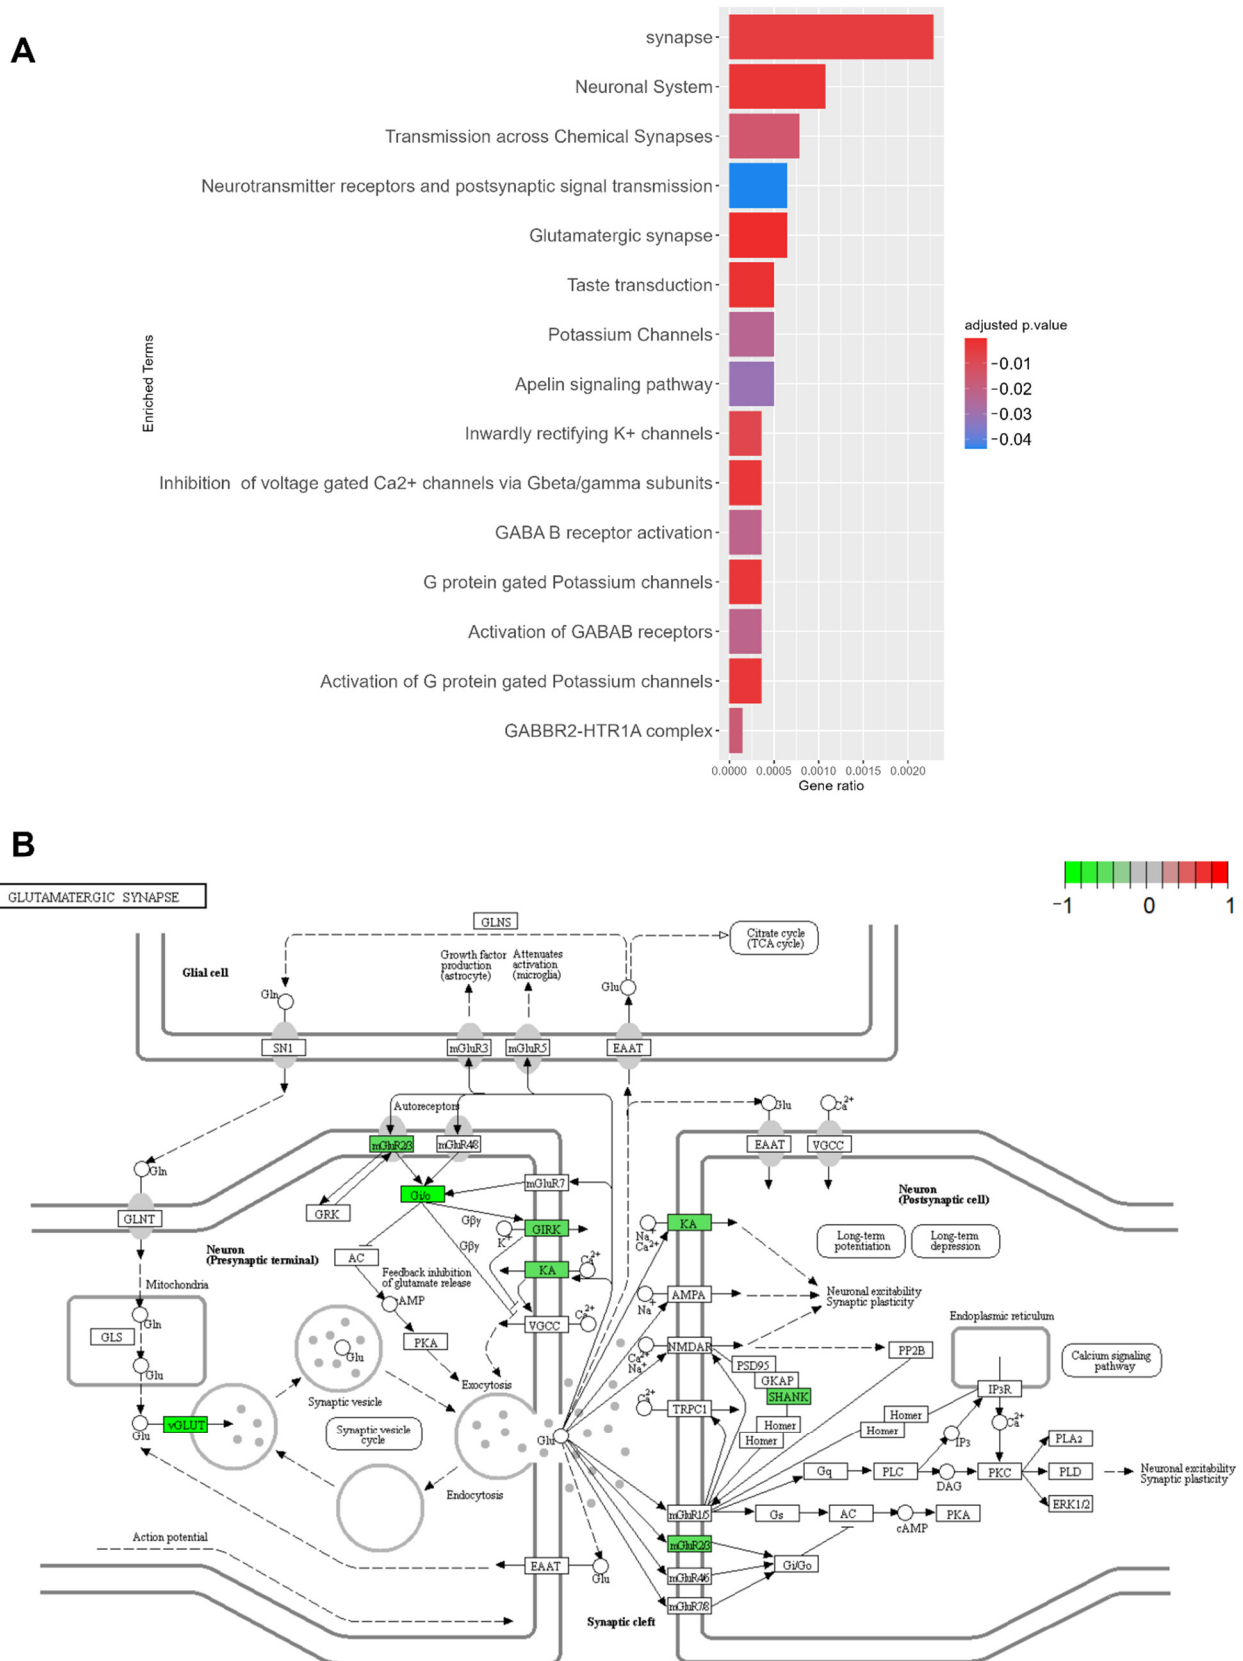 A
synapse
Neuronal System
Transmission across Chemical Synapses
Neurotransmitter receptors and postsynaptic signal transmission
Glutamatergic synapse
Taste transduction
Potassium Channels
Apelin signaling pathway
Inwardly rectifying K+ channels
Inhibition of voltage gated Ca2+ channels via Gbeta/gamma subunits
GABA B receptor activation
G protein gated Potassium channels
Activation of GABAB receptors
Activation of G protein gated Potassium channels
GABBR2-HTR1A complex
Enriched Terms
0.0000 0.0005 0.0010 0.0015 0.0020
Gene ratio
adjusted p.value
0.01
0.02
0.03
0.04
B
-1 0 1
GLUTAMATERGIC SYNAPSE
GLNS
Citrate cycle
(TCA cycle)
Glial cell
Growth factor
production
(astrocyte)
Attenuates
activation
(microglia)
Gln
Glu
SN1
mGluR3
mGluR5
EAAT
Autoreceptors
Glu
Ca2+
mGluR2/3
mGluR4/8
EAAT
VGCC
Gln
GLNT
GRK
Gi/o
mGluR7
Neuron
(Postsynaptic cell)
Gβγ
K+
GIRK
Na+
Ca2+
KA
Long-term
potentiation
Long-term
depression
Neuron
(Presynaptic terminal)
AC
Gβγ
Feedback inhibition
of glutamate release
KA
Ca2+
Mitochondria
cAMP
Na+
AMPA
Neuronal excitability
Synaptic plasticity
Gln
GLS
Glu
VGCC
Ca2+
PKA
Glu
Exocytosis
Synaptic vesicle
Ca2+
Na+
NMDAR
PSD95
GKAP
SHANK
Homer
Homer
PP2B
Endoplasmic reticulum
IP3R
Calcium signaling
pathway
Ca2+
TRPC1
Homer
Homer
Ca2+
IP3
Glu
vGLUT
Synaptic vesicle
cycle
Glu
Endocytosis
Gq
PLC
DAG
PKC
PLA2
PLD
ERK1/2
Neuronal excitability
Synaptic plasticity
mGluR1/5
Gs
AC
cAMP
PKA
Action potential
mGluR2/3
EAAT
Glu
mGluR4/6
Gi/Go
mGluR7/8
Synaptic cleft